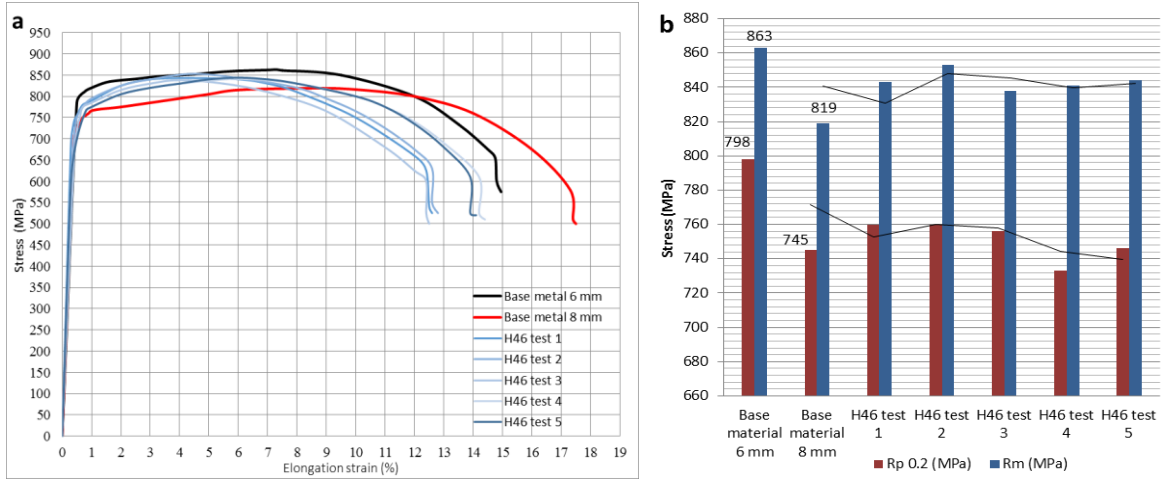 a
950
900
850
800
750
700
650
600
550
500
450
400
350
300
250
200
150
100
50
0
Stress (MPa)
0 1 2 3 4 5 6 7 8 9 10 11 12 13 14 15 16 17 18 19
Elongation strain (%)
Base metal 6 mm
Base metal 8 mm
H46 test 1
H46 test 2
H46 test 3
H46 test 4
H46 test 5
b
880
860
840
820
800
780
760
740
720
700
680
660
Stress (MPa)
863
798
819
745
Base material 6 mm
Base material 8 mm
H46 test 1
H46 test 2
H46 test 3
H46 test 4
H46 test 5
Rp 0.2 (MPa) Rm (MPa)